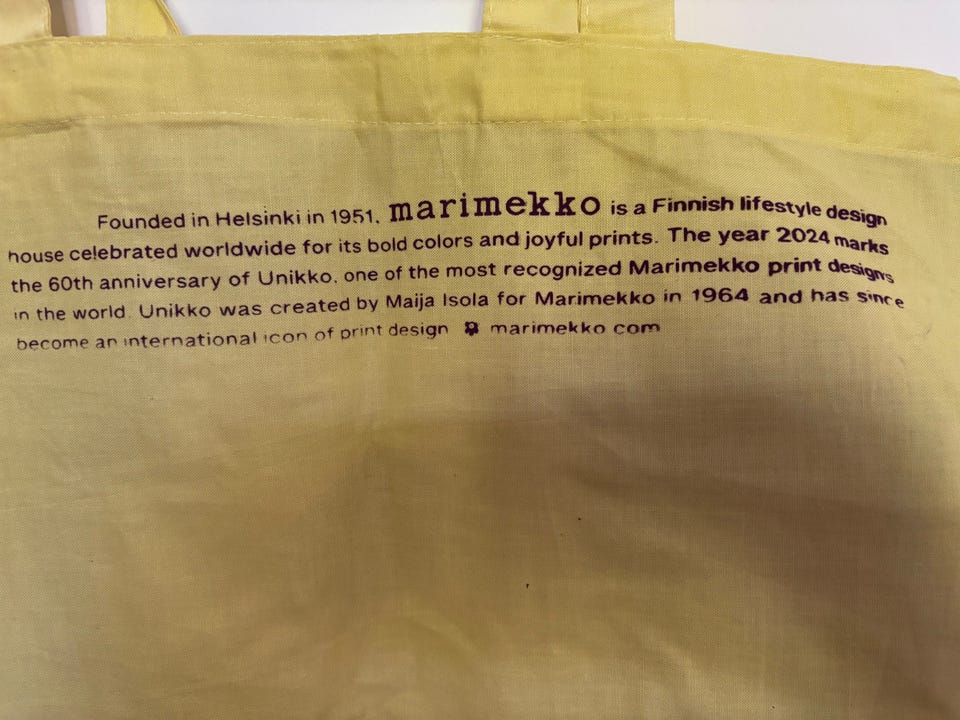 Founded in Helsinki in 1951, marimekko is a Finnish lifestyle design
house celebrated worldwide for its bold colors and joyful prints. The year 2024 marks
the 60th anniversary of Unikko, one of the most recognized Marimekko print designs
in the world. Unikko was created by Maija Isola for Marimekko in 1964 and has since
become an international icon of print design marimekko.com